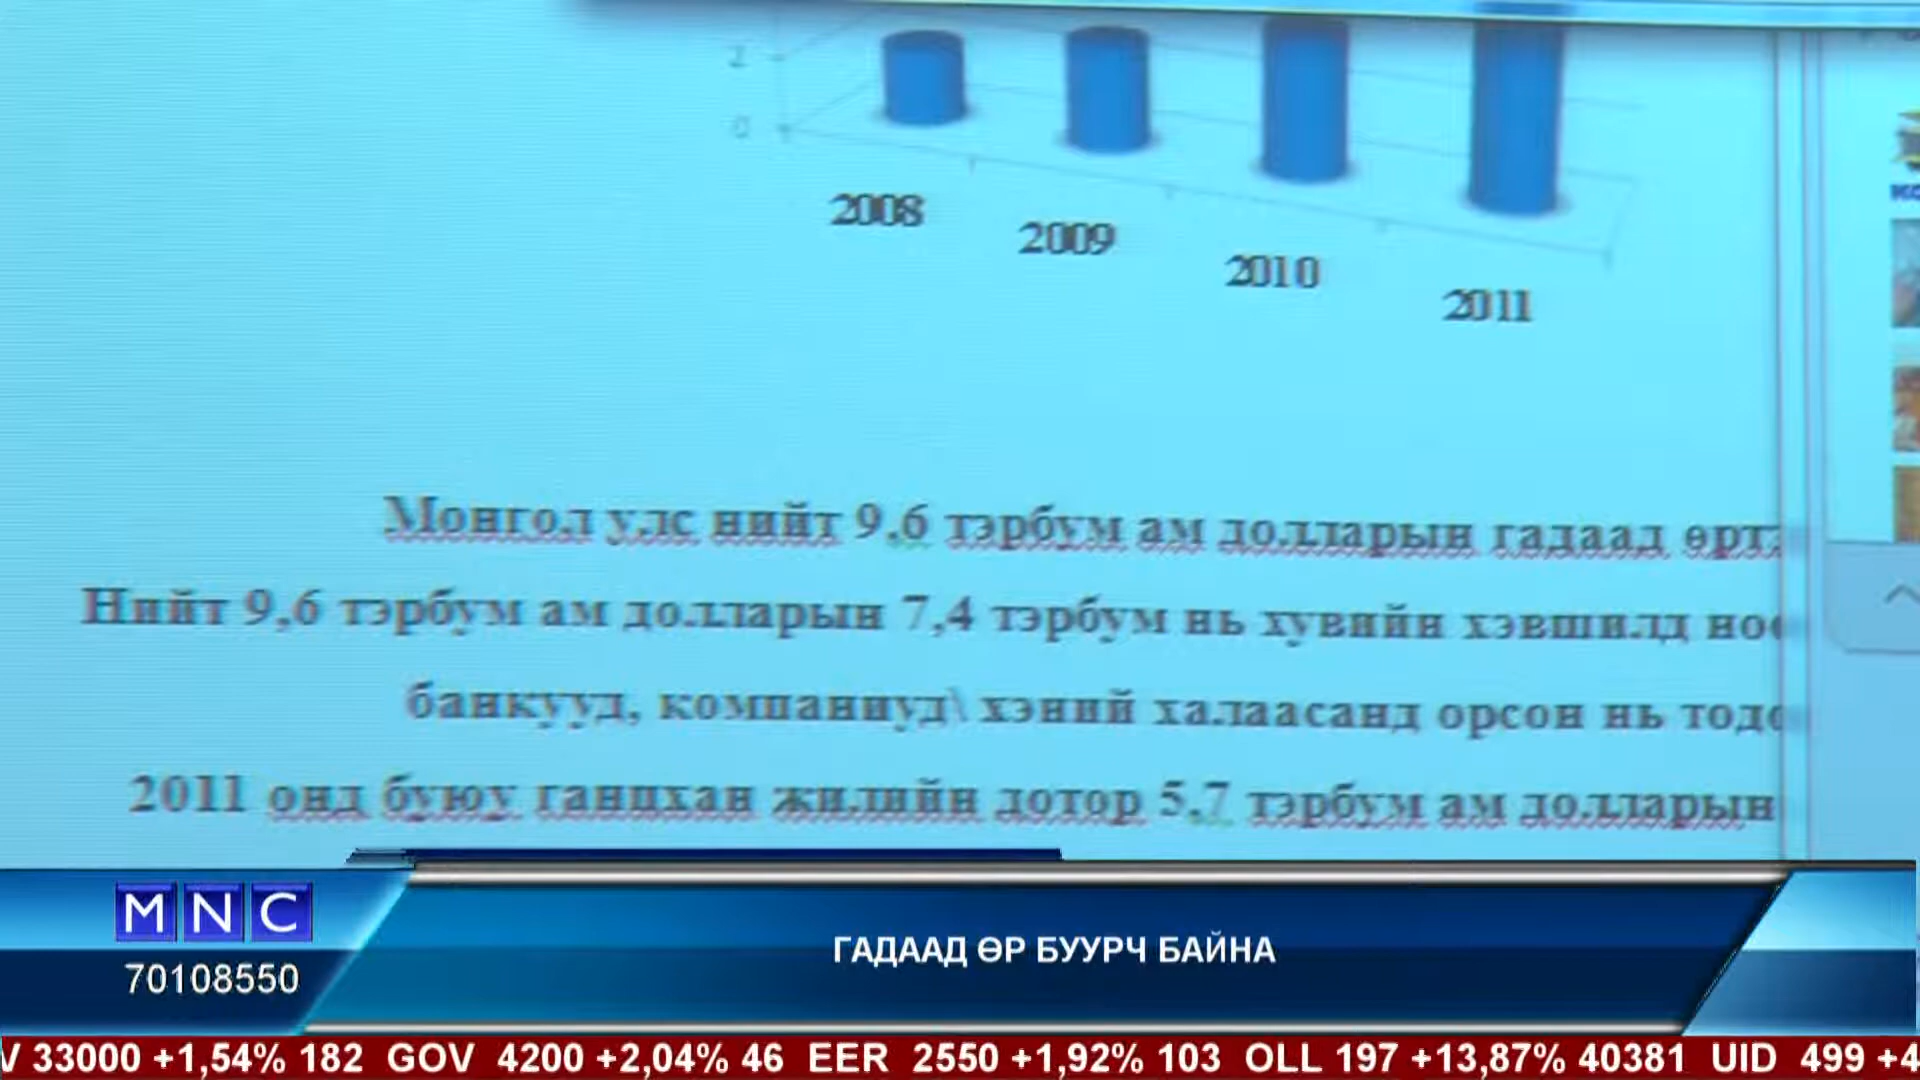 2
0
2008
2009
2010
2011
Монгол улс нийт 9,6 тэрбум ам долларын гадаад
Нийт 9,6 тэрбум ам долларын 7,4 тэрбум нь хувийн хэвшилд
банкууд, компаниуд\ хэний халаасанд орсон нь
2011 онд буюу ганцхан жилийн дотор 5,7 тэрбум ам долларын
MNC
70108550
ГАДААД ӨР БУУРЧ БАЙНА
33000 +1,54% 182 GOV 4200 +2,04% 46 EER 2550 +1,92% 103 OLL 197 +13,87% 40381 UID 499